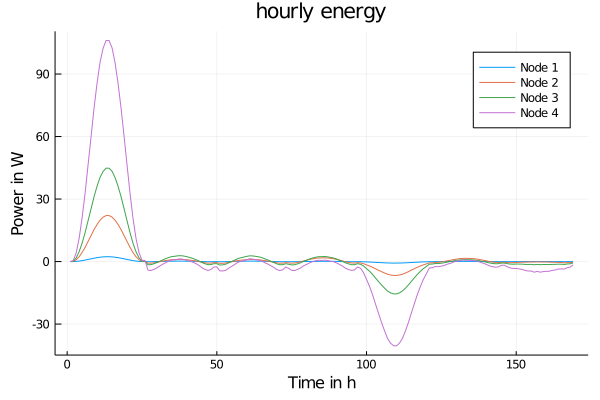 hourly energy
Node 1
Node 2
Node 3
Node 4
Power in W
90
60
30
0
-30
0
50
100
150
Time in h